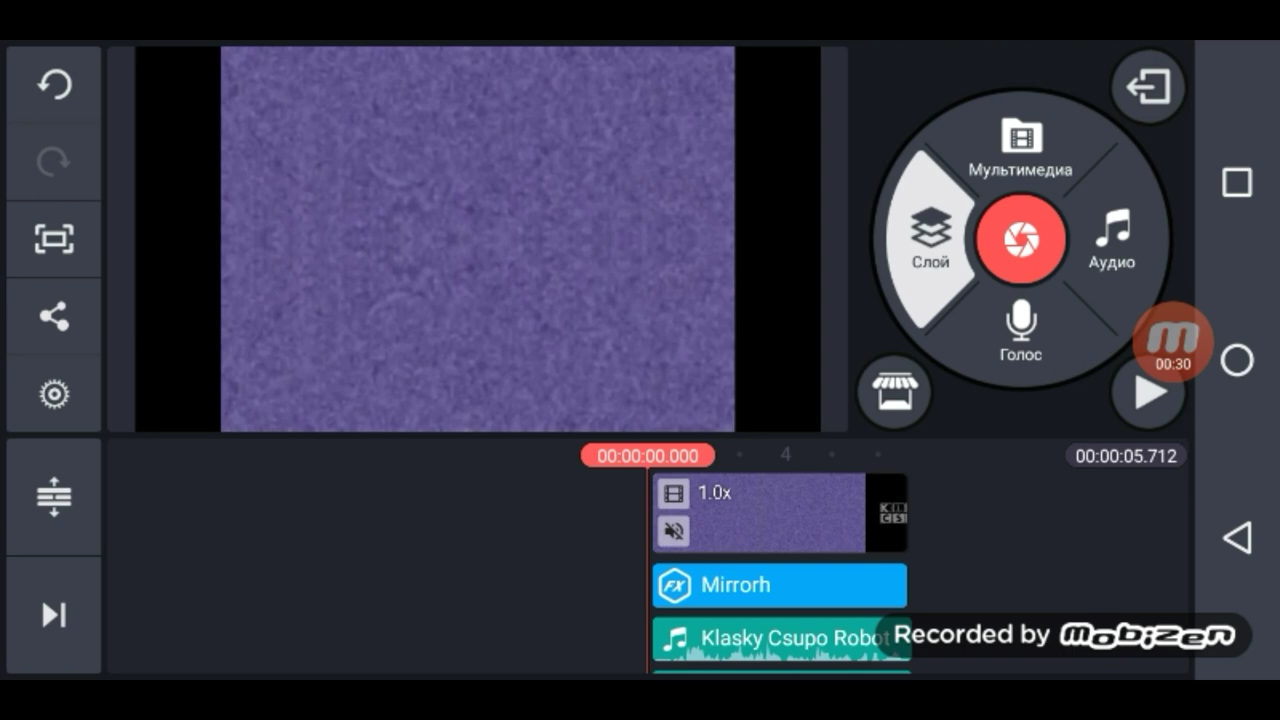 Мультимедиа
Слой
Аудио
Голос
m
00:30
00:00:00.000
4
00:00:05.712
1.0x
FX Mirrorh
Klasky Csupo Robot
Recorded by mobizen